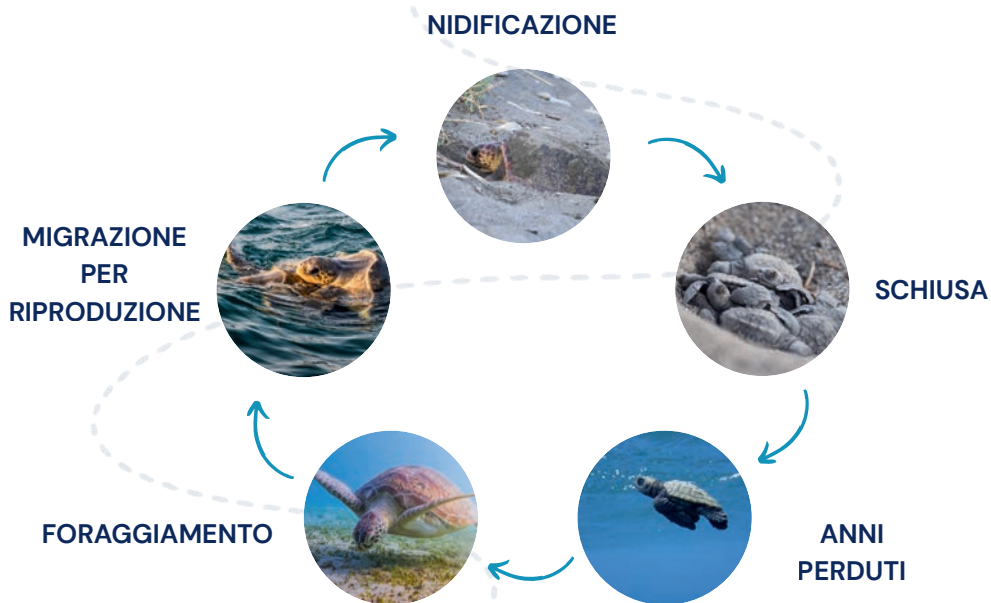 NIDIFICAZIONE
SCHIUSA
ANNI
PERDUTI
FORAGGIAMENTO
MIGRAZIONE
PER
RIPRODUZIONE